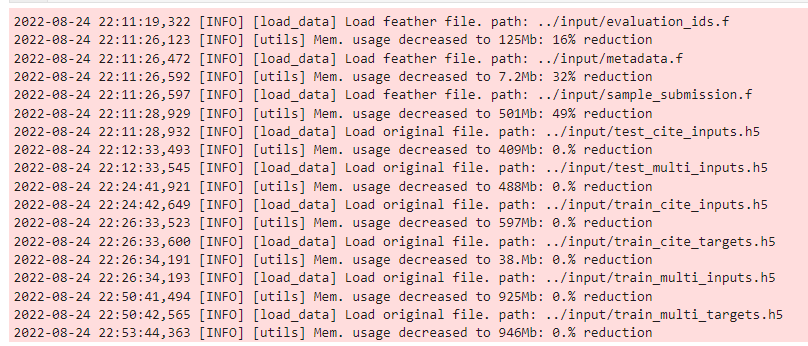 2022-08-24 22:11:19,322 [INFO] [load_data] Load feather file. path: ../input/evaluation_ids.f
2022-08-24 22:11:26,123 [INFO] [utils] Mem. usage decreased to 125Mb: 16% reduction
2022-08-24 22:11:26,472 [INFO] [load_data] Load feather file. path: ../input/metadata.f
2022-08-24 22:11:26,592 [INFO] [utils] Mem. usage decreased to 7.2Mb: 32% reduction
2022-08-24 22:11:26,597 [INFO] [load_data] Load feather file. path: ../input/sample_submission.f
2022-08-24 22:11:28,929 [INFO] [utils] Mem. usage decreased to 501Mb: 49% reduction
2022-08-24 22:11:28,932 [INFO] [load_data] Load original file. path: ../input/test_cite_inputs.h5
2022-08-24 22:12:33,493 [INFO] [utils] Mem. usage decreased to 409Mb: 0.% reduction
2022-08-24 22:12:33,545 [INFO] [load_data] Load original file. path: ../input/test_multi_inputs.h5
2022-08-24 22:24:41,921 [INFO] [utils] Mem. usage decreased to 488Mb: 0.% reduction
2022-08-24 22:24:42,649 [INFO] [load_data] Load original file. path: ../input/train_cite_inputs.h5
2022-08-24 22:26:33,523 [INFO] [utils] Mem. usage decreased to 597Mb: 0.% reduction
2022-08-24 22:26:33,600 [INFO] [load_data] Load original file. path: ../input/train_cite_targets.h5
2022-08-24 22:26:34,191 [INFO] [utils] Mem. usage decreased to 38.Mb: 0.% reduction
2022-08-24 22:26:34,193 [INFO] [load_data] Load original file. path: ../input/train_multi_inputs.h5
2022-08-24 22:50:41,494 [INFO] [utils] Mem. usage decreased to 925Mb: 0.% reduction
2022-08-24 22:50:42,565 [INFO] [load_data] Load original file. path: ../input/train_multi_targets.h5
2022-08-24 22:53:44,363 [INFO] [utils] Mem. usage decreased to 946Mb: 0.% reduction